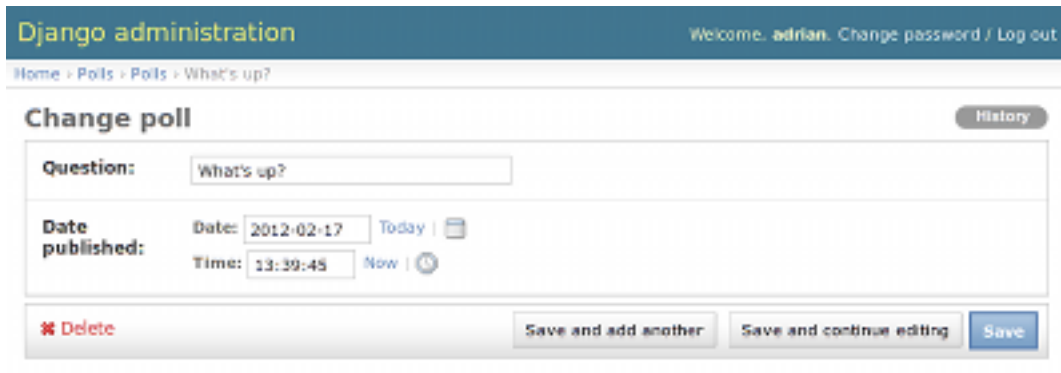 Django administration
Welcome, adrian. Change password / Log out
Home › Polls › Polls › What's up?
Change poll
History
Question: What's up?
Date published:
Date: 2012-02-17 Today |
Time: 13:39:45 Now |
✖ Delete
Save and add another
Save and continue editing
Save